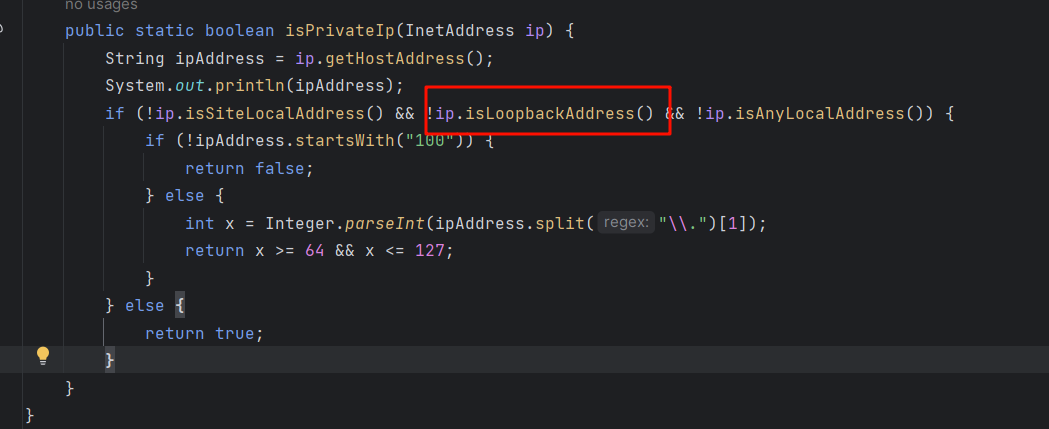 no usages
public static boolean isPrivateIp(InetAddress ip) {
String ipAddress = ip.getHostAddress();
System.out.println(ipAddress);
if (!ip.isSiteLocalAddress() && !ip.isLoopbackAddress() && !ip.isAnyLocalAddress()) {
if (!ipAddress.startsWith("100")) {
return false;
} else {
int x = Integer.parseInt(ipAddress.split( regex: "\\.")[1]);
return x >= 64 && x <= 127;
}
} else {
return true;
}
}
}